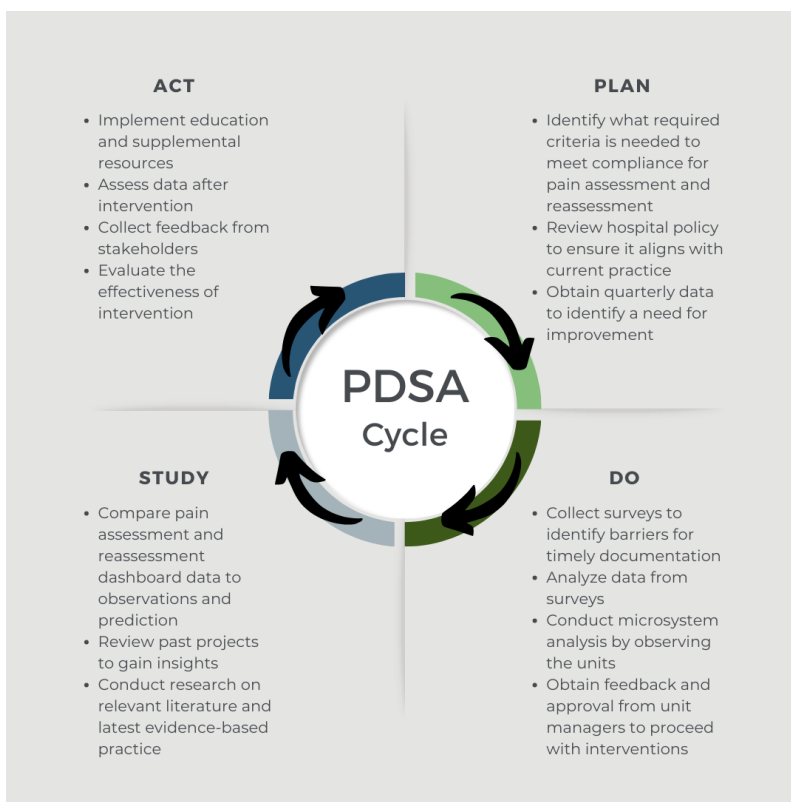 ACT
• Implement education
and supplemental
resources
• Assess data after
intervention
• Collect feedback from
stakeholders
• Evaluate the
effectiveness of
intervention
PLAN
• Identify what required
criteria is needed to
meet compliance for
pain assessment and
reassessment
• Review hospital policy
to ensure it aligns with
current practice
• Obtain quarterly data
to identify a need for
improvement
PDSA
Cycle
STUDY
• Compare pain
assessment and
reassessment
dashboard data to
observations and
prediction
• Review past projects
to gain insights
• Conduct research on
relevant literature and
latest evidence-based
practice
DO
• Collect surveys to
identify barriers for
timely documentation
• Analyze data from
surveys
• Conduct microsystem
analysis by observing
the units
• Obtain feedback and
approval from unit
managers to proceed
with interventions